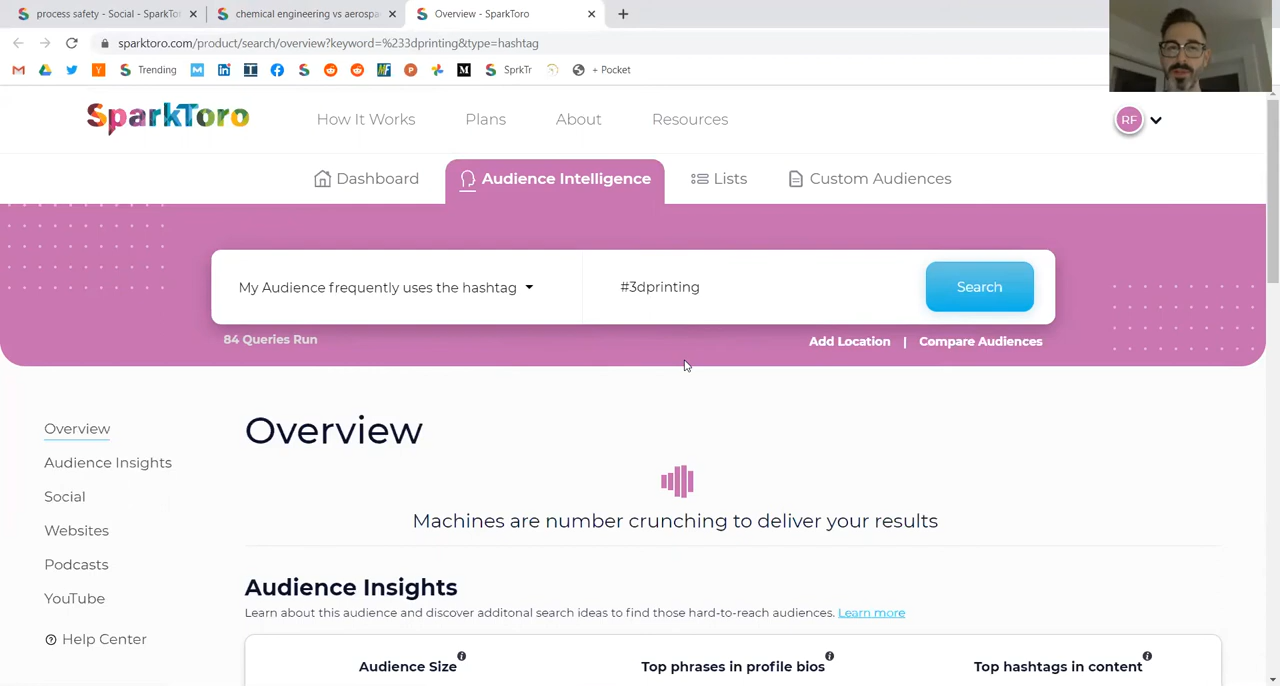 process safety - Social - SparkTor
chemical engineering vs aerospa
Overview - SparkToro
sparktoro.com/product/search/overview?keyword=%233dprinting&type=hashtag
Trending
SprkTr
+ Pocket
SparkToro
How It Works
Plans
About
Resources
RF
Dashboard
Audience Intelligence
Lists
Custom Audiences
My Audience frequently uses the hashtag
#3dprinting
Search
84 Queries Run
Add Location | Compare Audiences
Overview
Audience Insights
Social
Websites
Podcasts
YouTube
Help Center
Overview
Machines are number crunching to deliver your results
Audience Insights
Learn about this audience and discover additonal search ideas to find those hard-to-reach audiences. Learn more
Audience Size
Top phrases in profile bios
Top hashtags in content